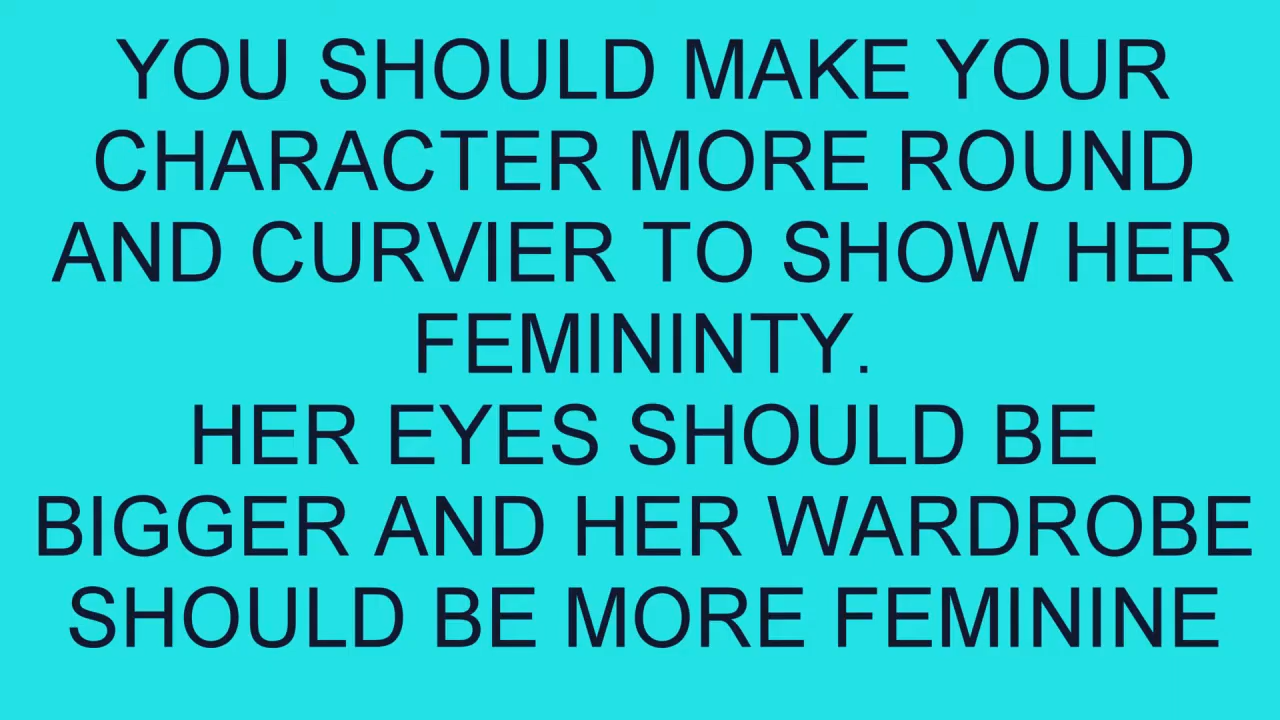 YOU SHOULD MAKE YOUR
CHARACTER MORE ROUND
AND CURVIER TO SHOW HER
FEMININTY.
HER EYES SHOULD BE
BIGGER AND HER WARDROBE
SHOULD BE MORE FEMININE